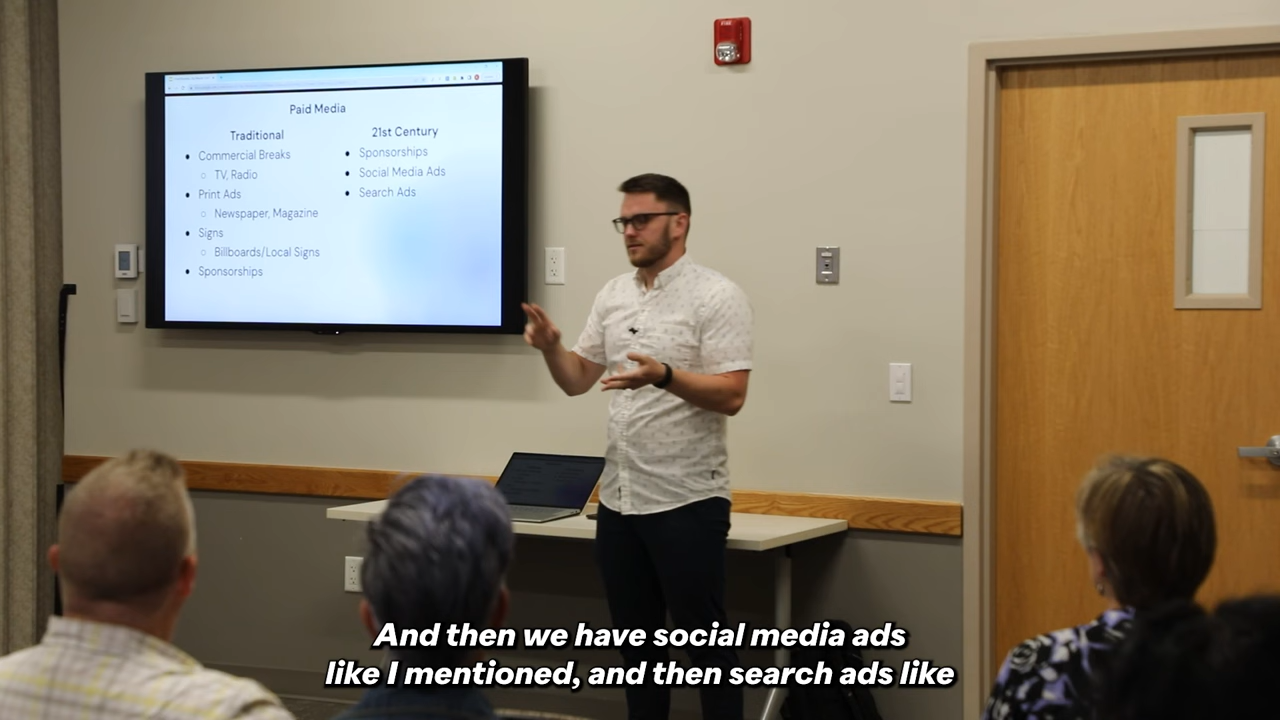 FIRE
Paid Media
Traditional
Commercial Breaks
TV, Radio
Print Ads
Newspaper, Magazine
Signs
Billboards/Local Signs
Sponsorships
21st Century
Sponsorships
Social Media Ads
Search Ads
And then we have social media ads
like I mentioned, and then search ads like